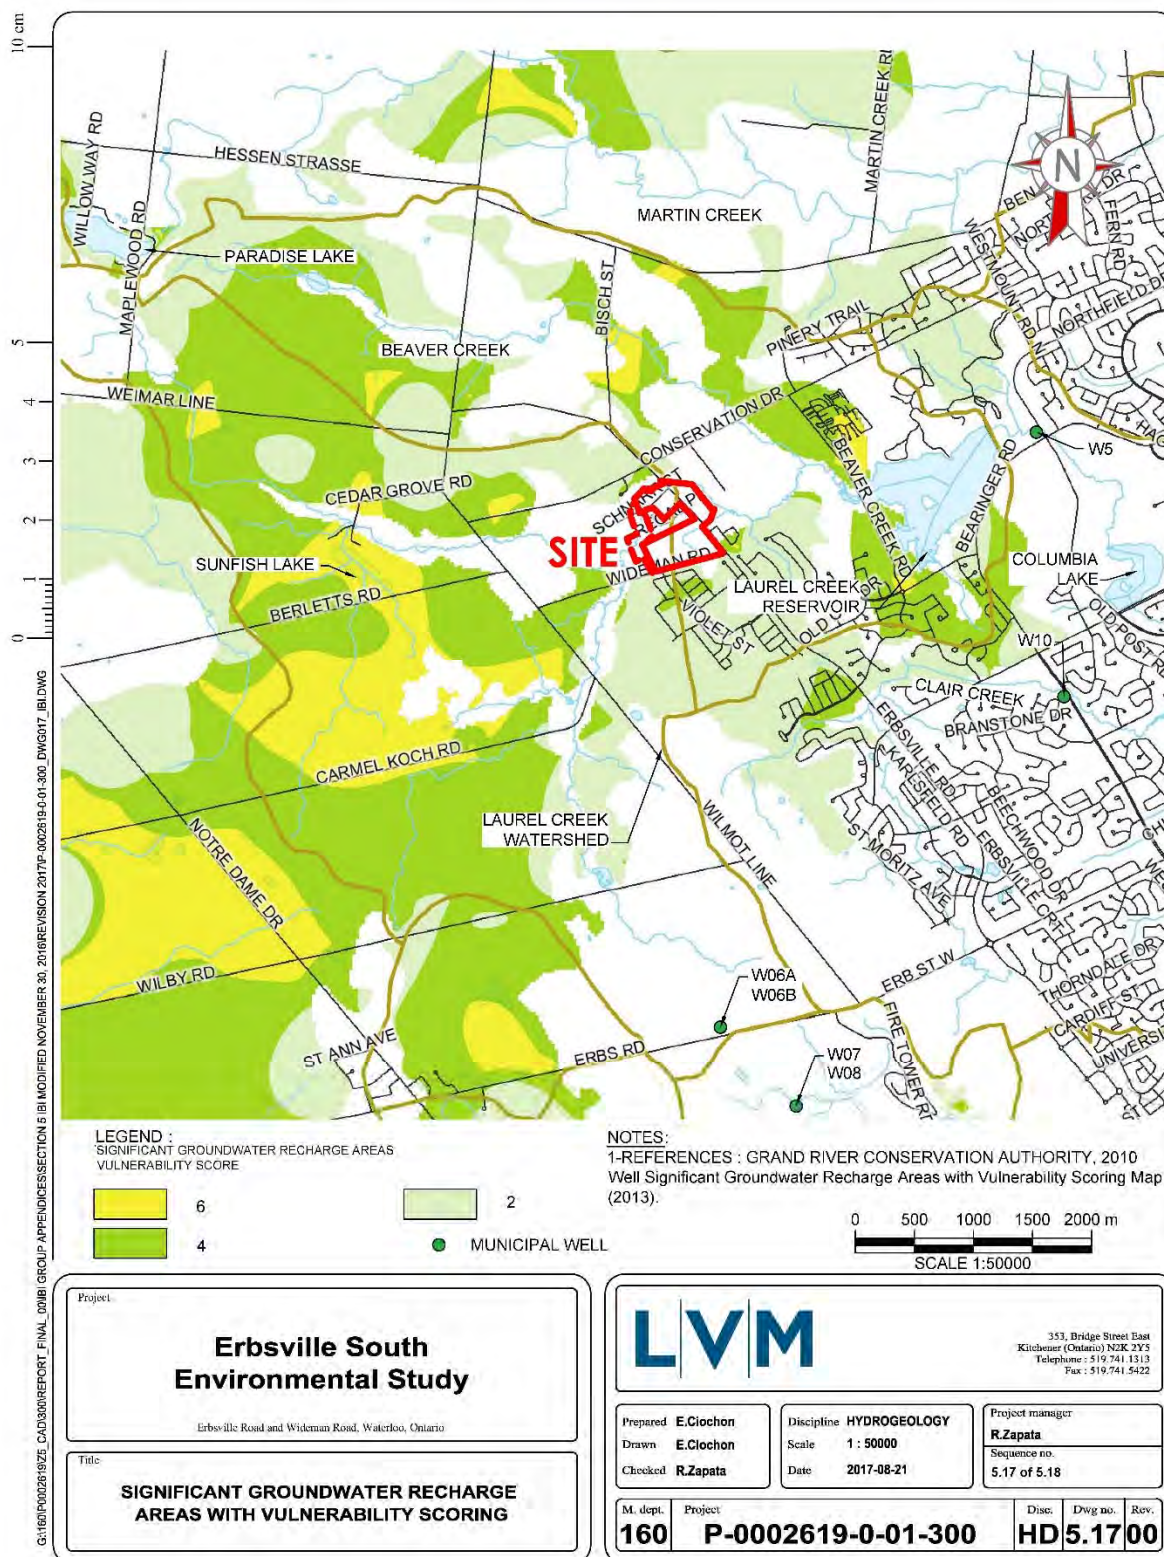 10 cm
5
4
3
2
1
0
HESSEN STRASSE
WILLOW WAY RD
MAPLEWOOD RD
PARADISE LAKE
MARTIN CREEK RD
MARTIN CREEK
N
FERN RD
WESTMOUNT RD N
NORTHFIELD DR
BISCH ST
PINERY TRAIL
BEAVER CREEK
WEIMAR LINE
CONSERVATION DR
W5
CEDAR GROVE RD
BEAVER CREEK RD
BEARINGER RD
SUNFISH LAKE
SITE
WIDEMAN RD
BERLETTS RD
VIOLET ST
LAUREL CREEK
RESERVOIR
COLUMBIA
LAKE
W10
CLAIR CREEK
BRANSTONE DR
CARMEL KOCH RD
LAUREL CREEK
WATERSHED
WILMOT LINE
ERBSVILLE RD
KARESFELD RD
BEECHWOOD DR
ERBSVILLE CRT
ST MORITZ AVE
NOTRE DAME DR
WILBY RD
W06A
W06B
ERB ST W
THORNDALE DR
CARDIFF ST
ST ANN AVE
ERBS RD
W07
W08
LEGEND :
SIGNIFICANT GROUNDWATER RECHARGE AREAS
VULNERABILITY SCORE
6
2
4
MUNICIPAL WELL
NOTES:
1-REFERENCES : GRAND RIVER CONSERVATION AUTHORITY, 2010
Well Significant Groundwater Recharge Areas with Vulnerability Scoring Map
(2013).
0 500 1000 1500 2000 m
SCALE 1:50000
Project
Erbsville South
Environmental Study
Erbsville Road and Wideman Road, Waterloo, Ontario
Title
SIGNIFICANT GROUNDWATER RECHARGE
AREAS WITH VULNERABILITY SCORING
LVM
353, Bridge Street East
Kitchener (Ontario) N2K 2Y5
Telephone : 519.741.1313
Fax : 519.741.5422
Prepared E.Ciochon
Drawn E.Ciochon
Checked R.Zapata
Discipline HYDROGEOLOGY
Scale 1 : 50000
Date 2017-08-21
Project manager
R.Zapata
Sequence no.
5.17 of 5.18
M. dept. Project Disc. Dwg no. Rev.
160 P-0002619-0-01-300 HD 5.17 00